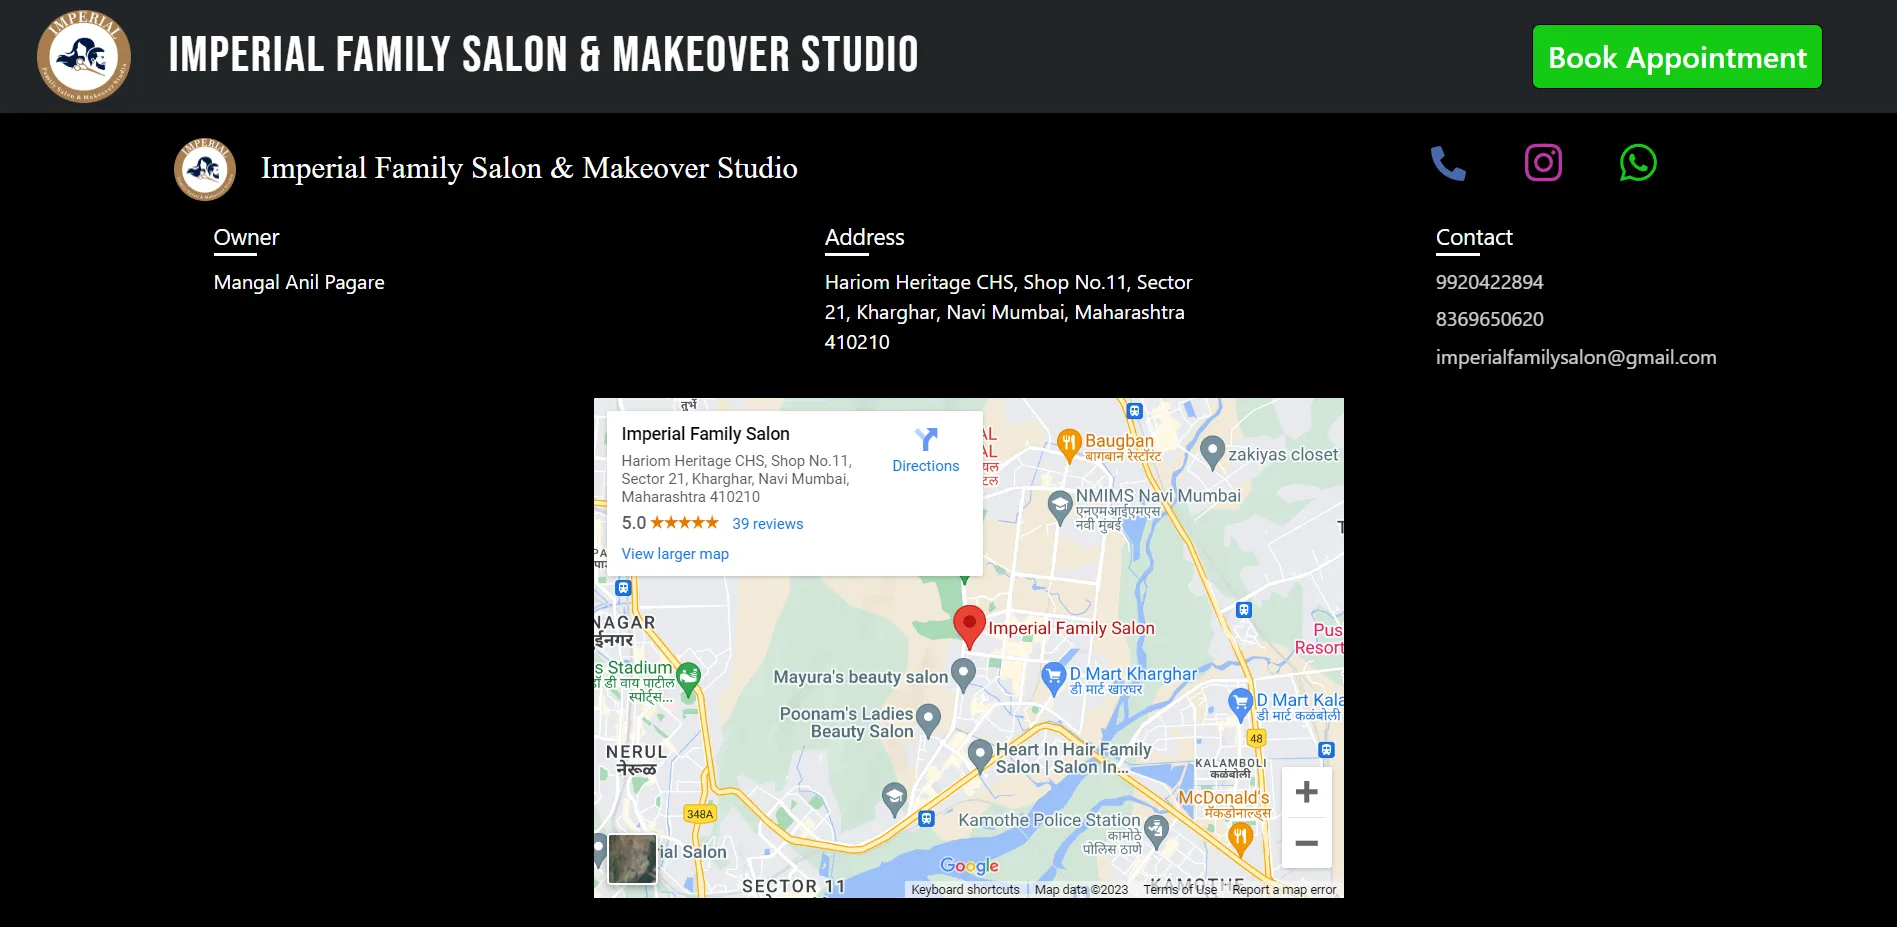 IMPERIAL
Family Salon & Makeover Studio
IMPERIAL FAMILY SALON & MAKEOVER STUDIO
Book Appointment
IMPERIAL
Imperial Family Salon & Makeover Studio
Owner
Mangal Anil Pagare
Address
Hariom Heritage CHS, Shop No.11, Sector
21, Kharghar, Navi Mumbai, Maharashtra
410210
Contact
9920422894
8369650620
imperialfamilysalon@gmail.com
तुर्भे
Imperial Family Salon
Hariom Heritage CHS, Shop No.11,
Sector 21, Kharghar, Navi Mumbai,
Maharashtra 410210
5.0
39 reviews
View larger map
Directions
Baugban
बागबान रेस्टॉरंट
zakiyas closet
NMIMS Navi Mumbai
एनएमआईएमएस
नवी मुंबई
NAGAR
ईनगर
s Stadium
डॉ डी वाय पाटील
स्पोर्ट्स...
Imperial Family Salon
Pus
Resort
Mayura's beauty salon
D Mart Kharghar
डी मार्ट खारघर
D Mart Kala
डी मार्ट कळंबोली
Poonam's Ladies
Beauty Salon
48
Heart In Hair Family
Salon | Salon In...
NERUL
नेरूळ
KALAMBOLI
कळंबोली
McDonald's
मॅकडोनाल्ड्स
348A
Kamothe Police Station
कामोठे
पोलिस ठाणे
rial Salon
Google
SECTOR 11
KAMOTHE
Keyboard shortcuts
Map data ©2023
Terms of Use
Report a map error